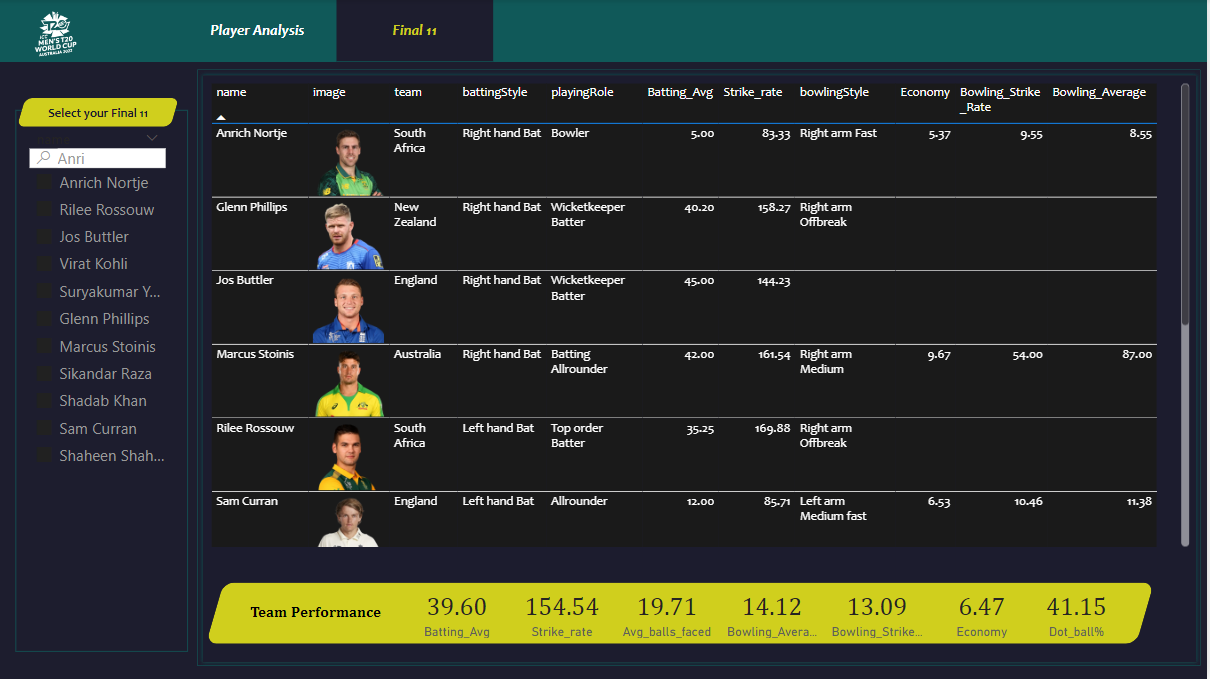 ICC
MEN'S T20
WORLD CUP
AUSTRALIA 2022
Player Analysis
Final 11
Select your Final 11
Anri
Anrich Nortje
Rilee Rossouw
Jos Buttler
Virat Kohli
Suryakumar Y...
Glenn Phillips
Marcus Stoinis
Sikandar Raza
Shadab Khan
Sam Curran
Shaheen Shah...
name image team battingStyle playingRole Batting_Avg Strike_rate bowlingStyle Economy Bowling_Strike Bowling_Average
_Rate
Anrich Nortje South Right hand Bat Bowler 5.00 83.33 Right arm Fast 5.37 9.55 8.55
Africa
Glenn Phillips New Right hand Bat Wicketkeeper 40.20 158.27 Right arm
Zealand Batter Offbreak
Jos Buttler England Right hand Bat Wicketkeeper 45.00 144.23
Batter
Marcus Stoinis Australia Right hand Bat Batting 42.00 161.54 Right arm 9.67 54.00 87.00
Allrounder Medium
Rilee Rossouw South Left hand Bat Top order 35.25 169.88 Right arm
Africa Batter Offbreak
Sam Curran England Left hand Bat Allrounder 12.00 85.71 Left arm 6.53 10.46 11.38
Medium fast
Team Performance
39.60 154.54 19.71 14.12 13.09 6.47 41.15
Batting_Avg Strike_rate Avg_balls_faced Bowling_Avera... Bowling_Strike... Economy Dot_ball%